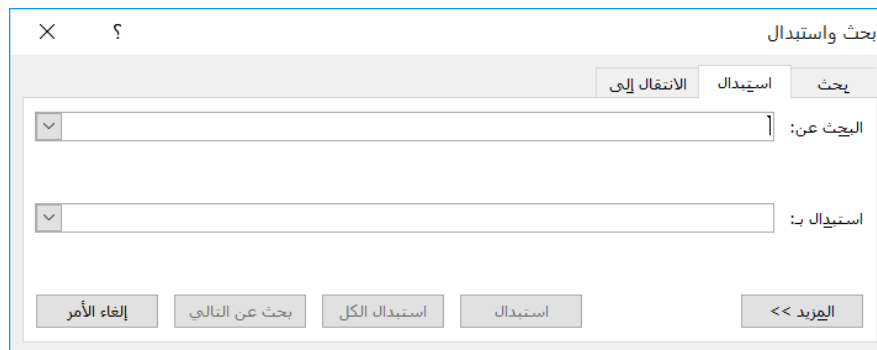 بحث واستبدال ؟
بحث استبدال الانتقال إلى
البحث عن:
استبدال بـ:
المزيد >> استبدال استبدال الكل بحث عن التالي إلغاء الأمر